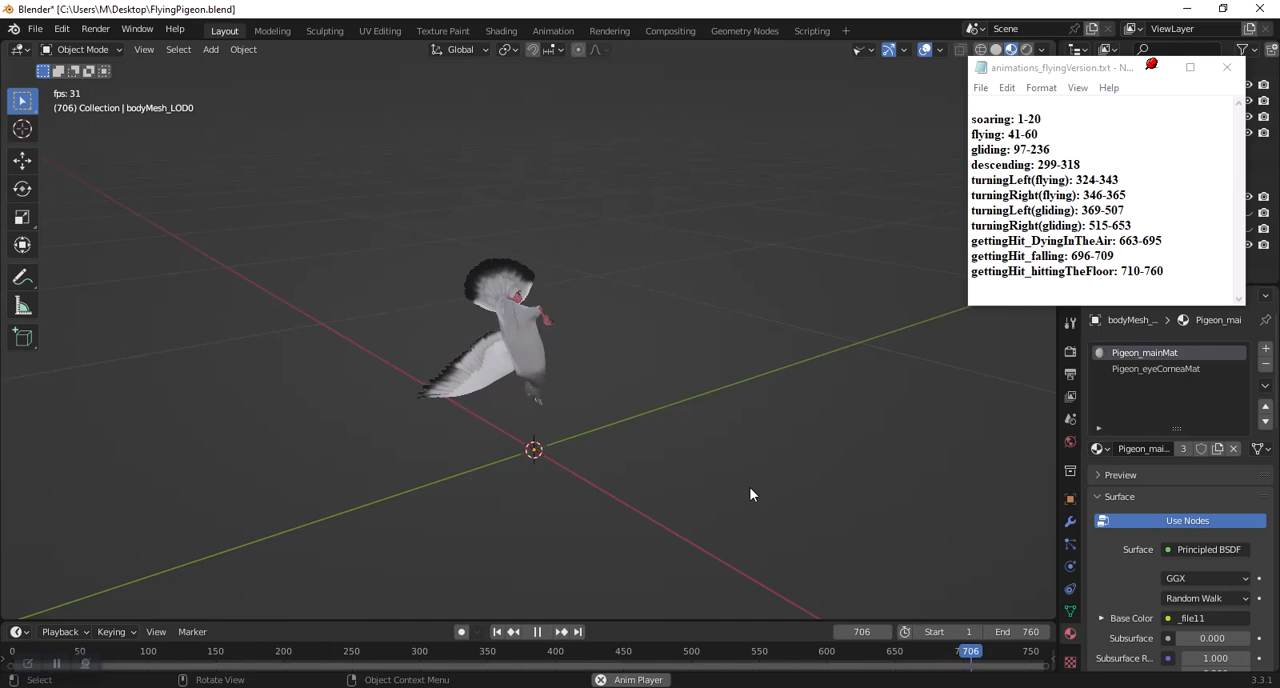 Blender* [C:\Users\M\Desktop\FlyingPigeon.blend]
File Edit Render Window Help Layout Modeling Sculpting UV Editing Texture Paint Shading Animation Rendering Compositing Geometry Nodes Scripting + Scene ViewLayer
Object Mode View Select Add Object Global
fps: 31
(706) Collection | bodyMesh_LOD0
animations_flyingVersion.txt - N...
File Edit Format View Help
soaring: 1-20
flying: 41-60
gliding: 97-236
descending: 299-318
turningLeft(flying): 324-343
turningRight(flying): 346-365
turningLeft(gliding): 369-507
turningRight(gliding): 515-653
gettingHit_DyingInTheAir: 663-695
gettingHit_falling: 696-709
gettingHit_hittingTheFloor: 710-760
bodyMesh_... > Pigeon_mai
Pigeon_mainMat
Pigeon_eyeCorneaMat
Pigeon_mai... 3
Preview
Surface
Use Nodes
Surface Principled BSDF
GGX
Random Walk
Base Color _file11
Subsurface 0.000
Subsurface R... 1.000
Playback Keying View Marker 706 Start 1 End 760
0 50 100 150 200 250 300 350 400 450 500 550 600 650 706 750
Select Rotate View Object Context Menu Anim Player 3.3.1